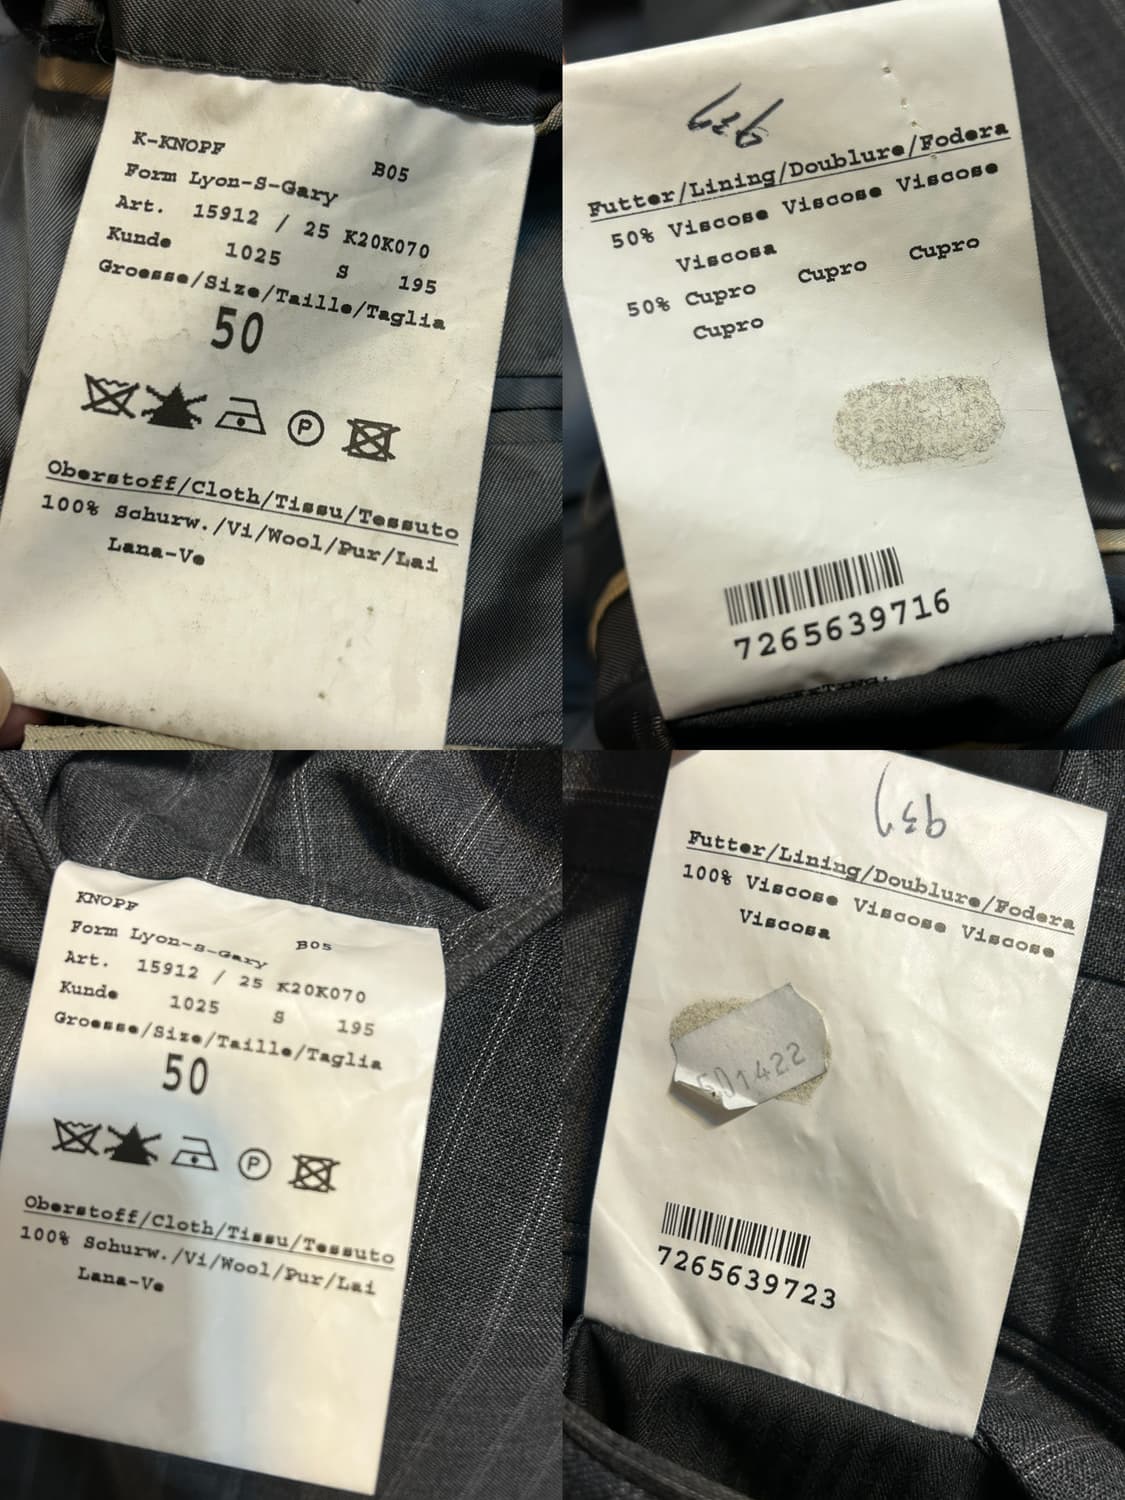 K-KNOPF
Form Lyon-S-Gary B05
Art. 15912 / 25 K20K070
Kunde 1025 S 195
Groesse/Size/Taille/Taglia
50
P
Oberstoff/Cloth/Tissu/Tessuto
100% Schurw./Vi/Wool/Pur/Lai
Lana-Ve
Futter/Lining/Doublure/Fodera
50% Viscose Viscose Viscose
Viscosa
50% Cupro Cupro Cupro
Cupro
7265639716
KNOPF
Form Lyon-S-Gary B05
Art. 15912 / 25 K20K070
Kunde 1025 S 195
Groesse/Size/Taille/Taglia
50
P
Oberstoff/Cloth/Tissu/Tessuto
100% Schurw./Vi/Wool/Pur/Lai
Lana-Ve
Futter/Lining/Doublure/Fodera
100% Viscose Viscose Viscose
Viscosa
501422
7265639723